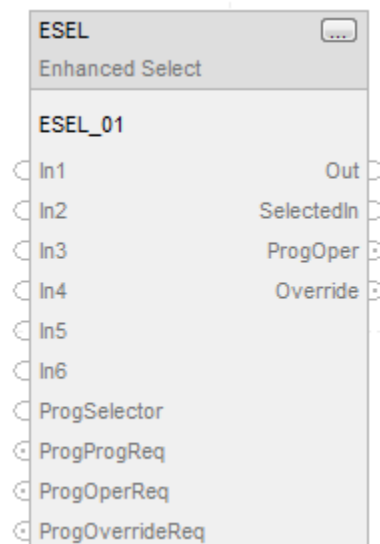 ESEL ...
Enhanced Select
ESEL_01
In1 Out
In2 SelectedIn
In3 ProgOper
In4 Override
In5
In6
ProgSelector
ProgProgReq
ProgOperReq
ProgOverrideReq